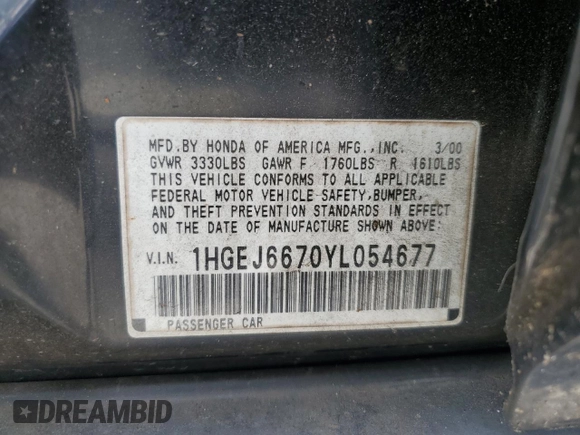 MFD.BY HONDA OF AMERICA MFG.,INC. 3/00
GVWR 3330LBS GAWR F 1760LBS R 1610LBS
THIS VEHICLE CONFORMS TO ALL APPLICABLE
FEDERAL MOTOR VEHICLE-SAFETY,BUMPER,
AND THEFT PREVENTION STANDARDS IN EFFECT
ON THE DATE OF MANUFACTURE SHOWN ABOVE:
V.I.N. 1HGEJ6670YL054677
PASSENGER CAR
DREAMBID